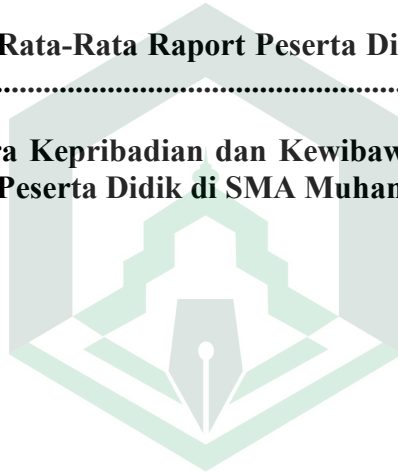 Rata-Rata Raport Peserta Di
................................................................
a Kepribadian dan Kewibaw
Peserta Didik di SMA Muhan